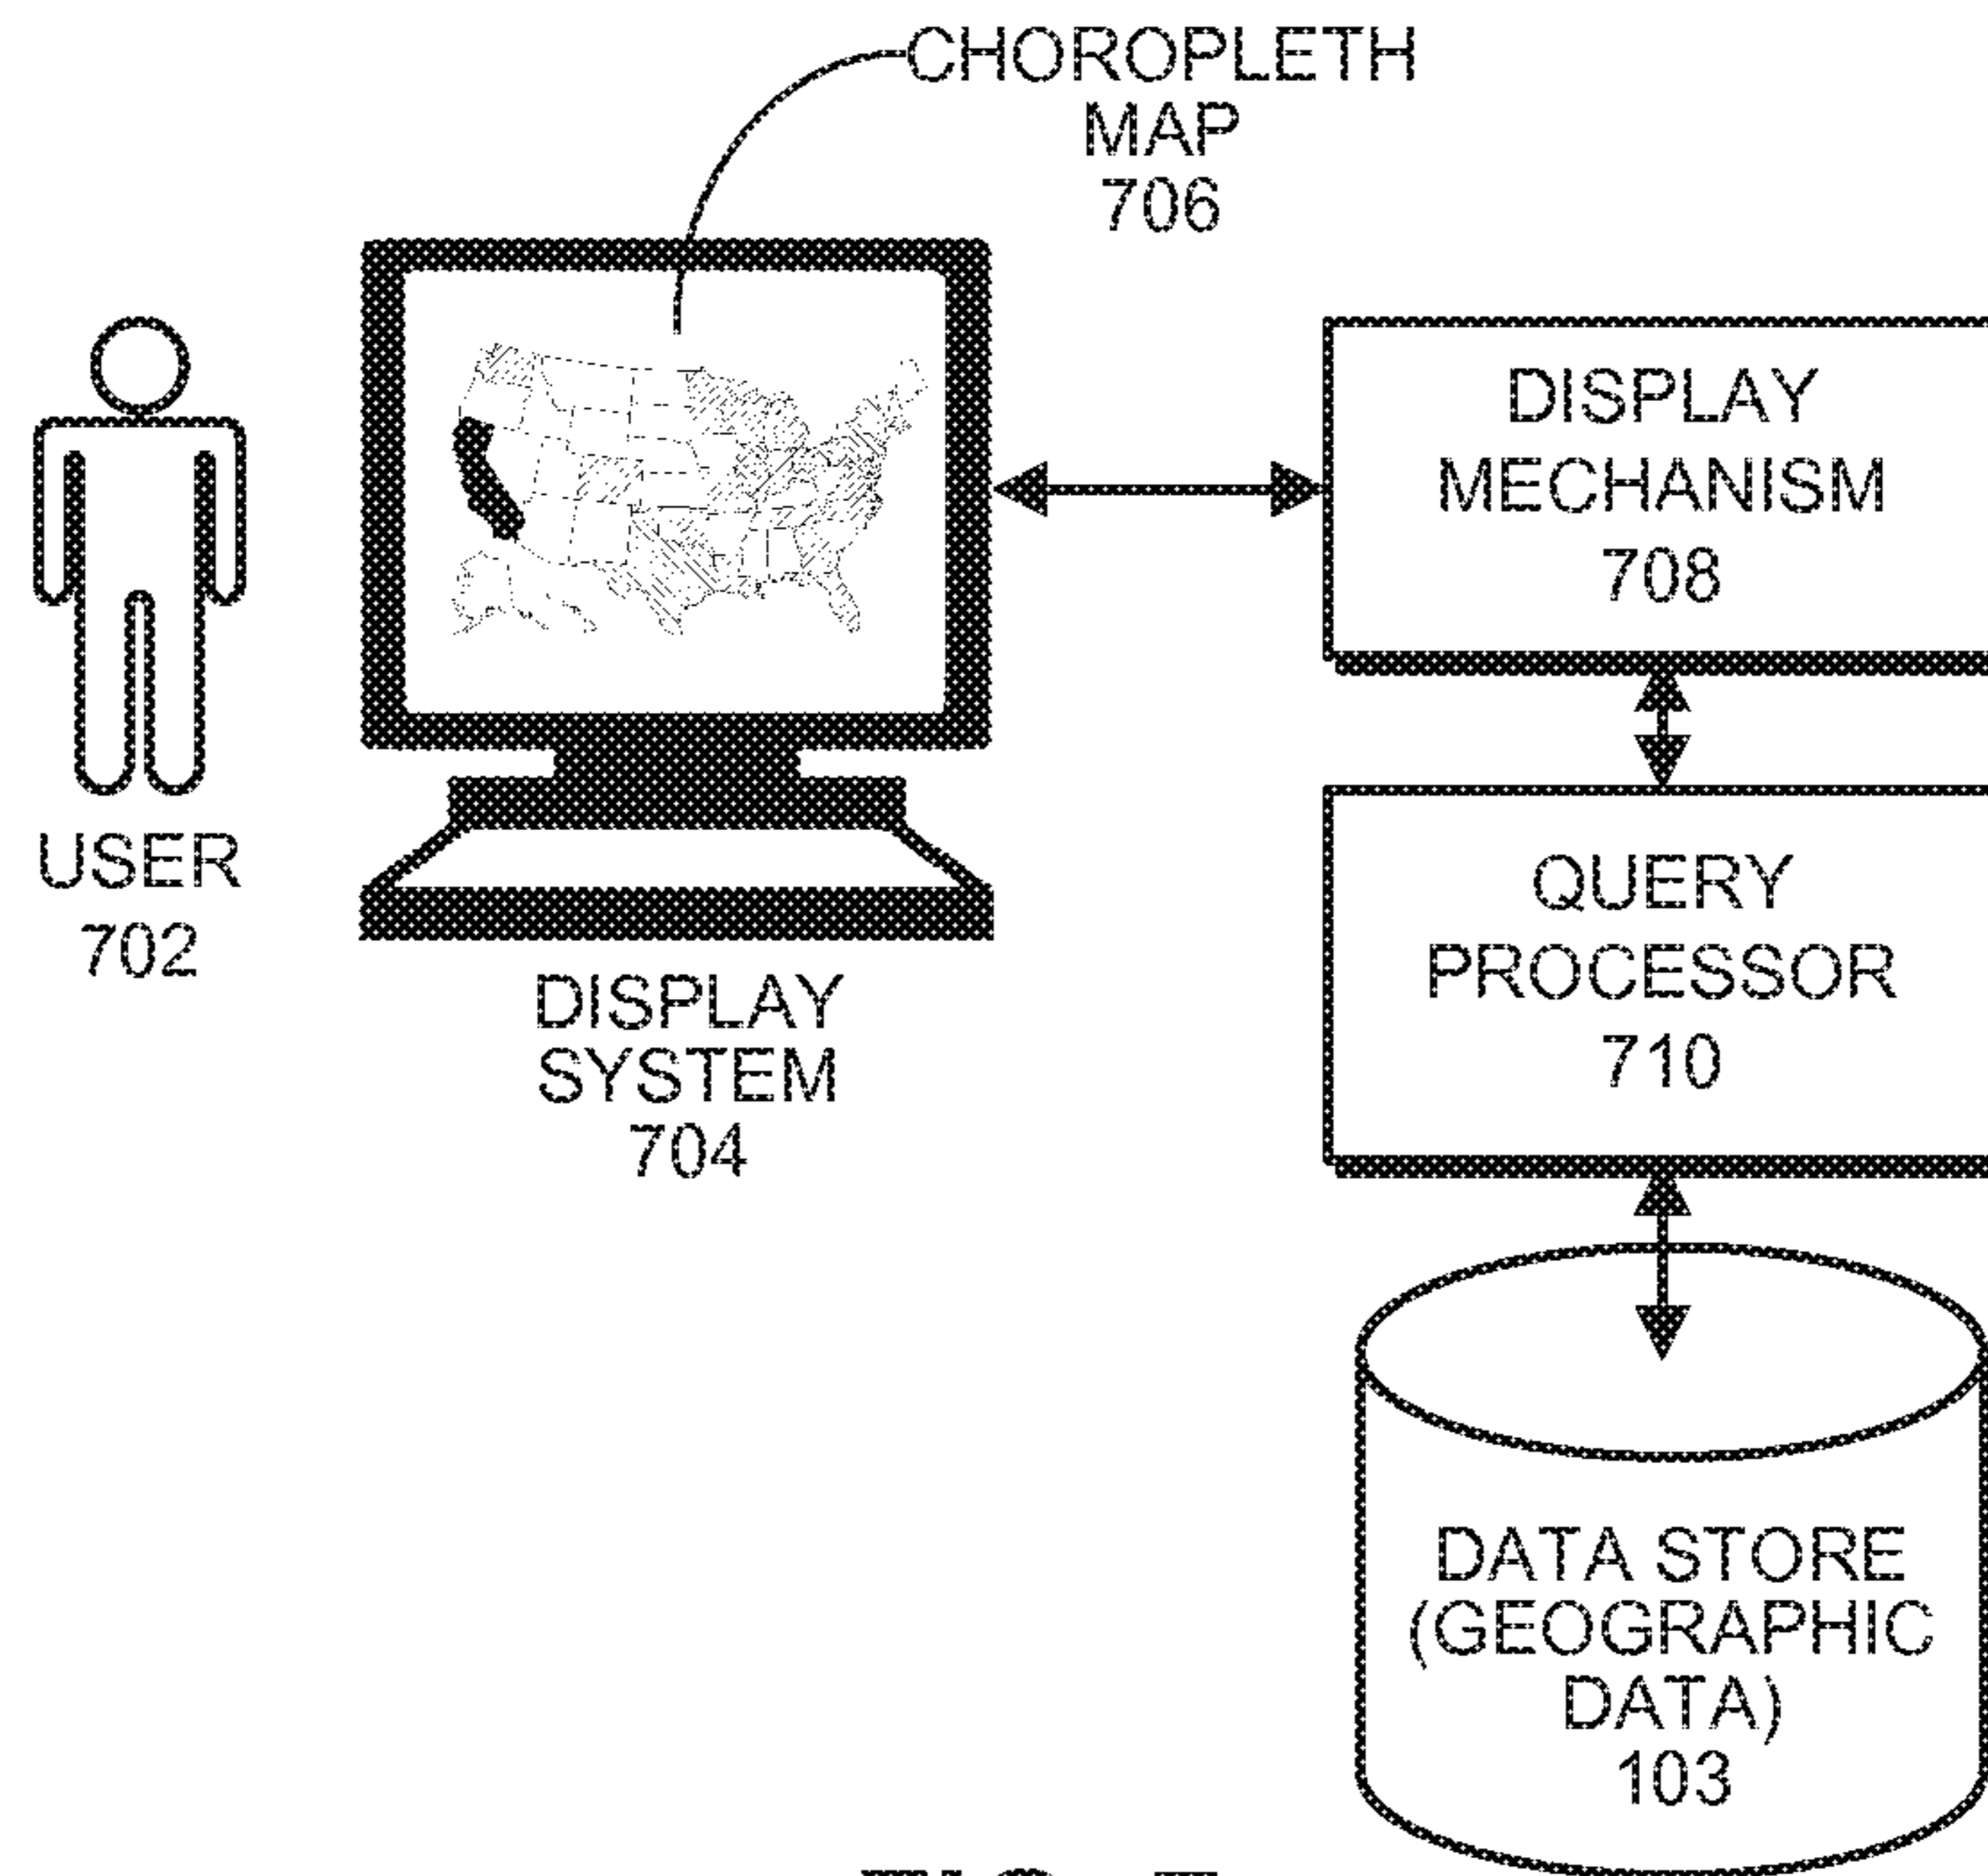 CHOROPLETH
MAP
706
USER
702
DISPLAY
SYSTEM
704
DISPLAY
MECHANISM
708
QUERY
PROCESSOR
710
DATA STORE
(GEOGRAPHIC
DATA)
103